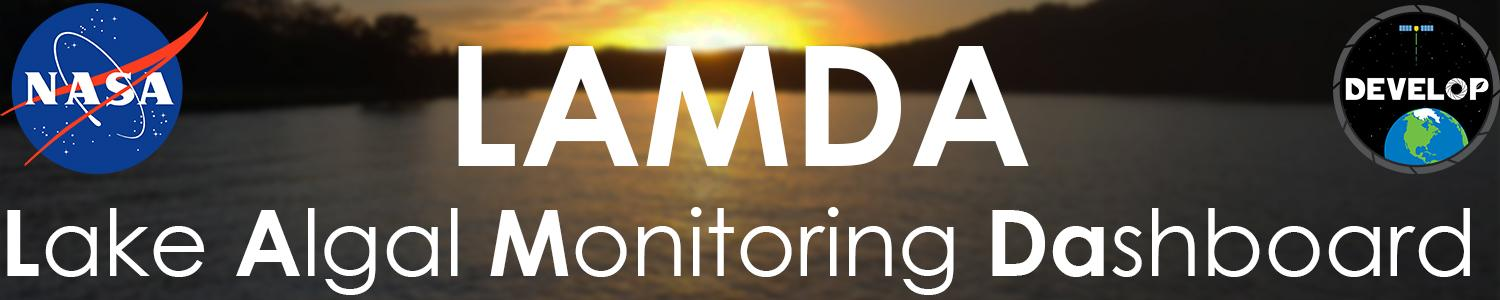 NASA
LAMDA
DEVELOP
Lake Algal Monitoring Dashboard